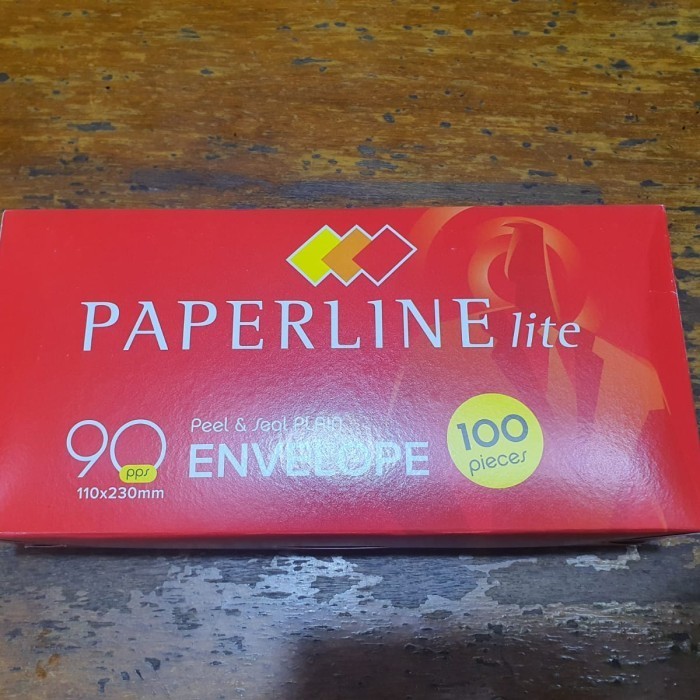 PAPERLINE lite
90
pps
110x230mm
Peel & Seal PLAIN
ENVELOPE
100
pieces